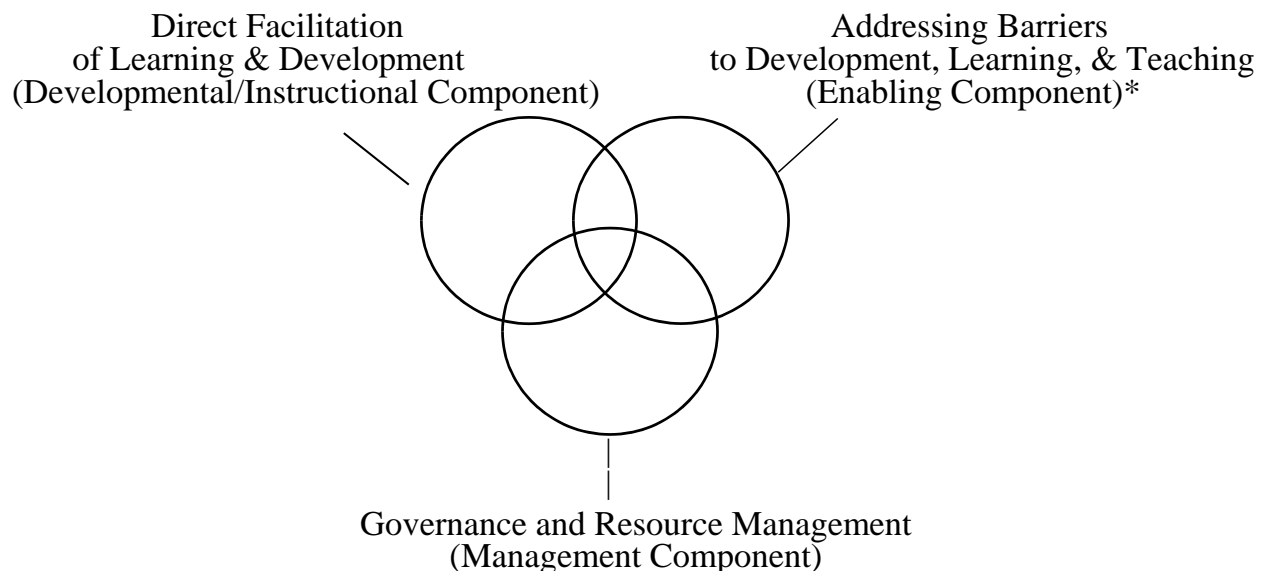 Direct Facilitation
of Learning & Development
(Developmental/Instructional Component)
Addressing Barriers
to Development, Learning, & Teaching
(Enabling Component)*
Governance and Resource Management
(Management Component)